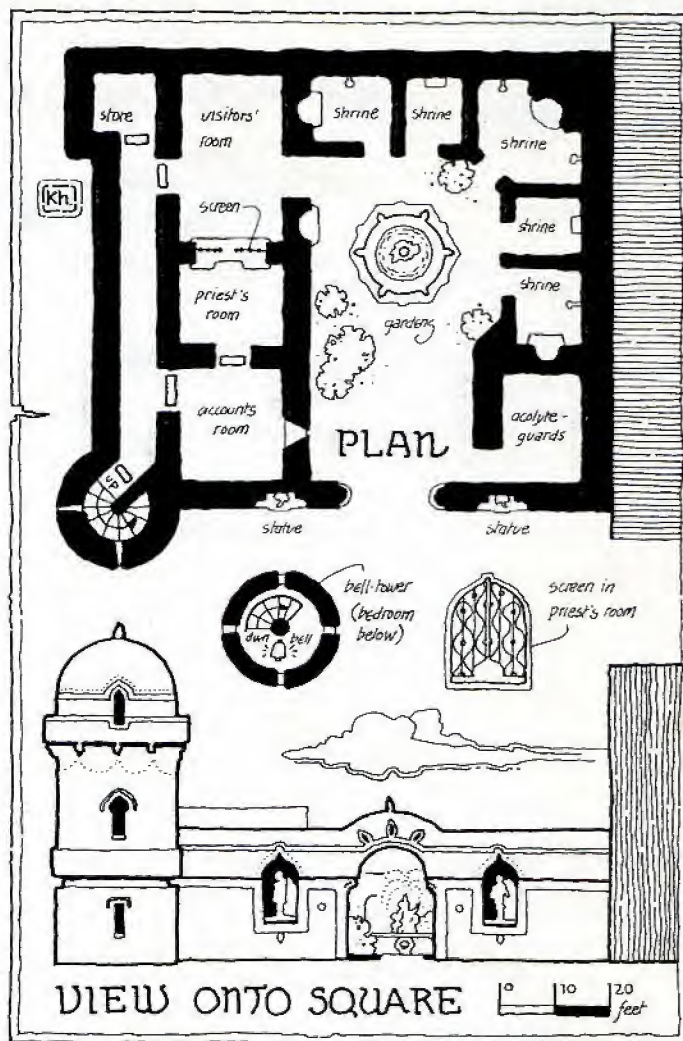 store
visitors'
room
shrine
shrine
shrine
Kh.
screen
shrine
priest's
room
shrine
gardens
accounts
room
PLAN
acolyte-
guards
up
statue
statue
bell-tower
(bedroom
below)
screen in
priest's room
dwn
bell
VIEW ONTO SQUARE
0 10 20
feet